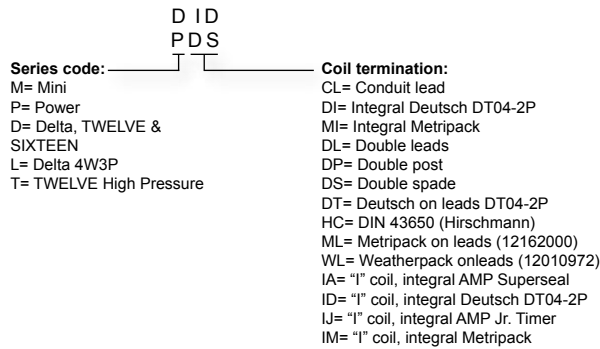 D ID
PDS
Series code:
M= Mini
P= Power
D= Delta, TWELVE &
SIXTEEN
L= Delta 4W3P
T= TWELVE High Pressure
Coil termination:
CL= Conduit lead
DI= Integral Deutsch DT04-2P
MI= Integral Metripack
DL= Double leads
DP= Double post
DS= Double spade
DT= Deutsch on leads DT04-2P
HC= DIN 43650 (Hirschmann)
ML= Metripack on leads (12162000)
WL= Weatherpack onleads (12010972)
IA= “I” coil, integral AMP Superseal
ID= “I” coil, integral Deutsch DT04-2P
IJ= “I” coil, integral AMP Jr. Timer
IM= “I” coil, integral Metripack